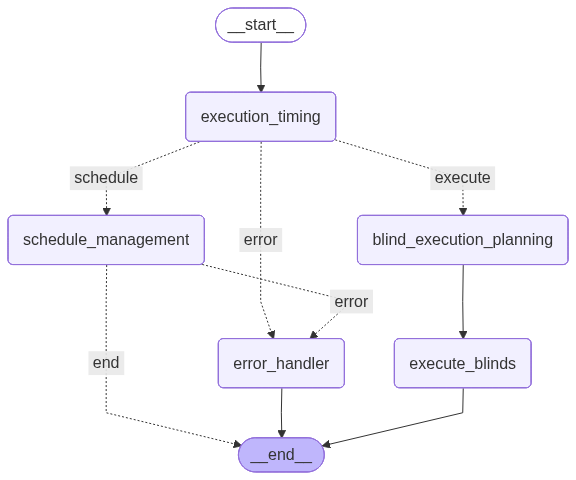 __start__
execution_timing
schedule
execute
schedule_management
error
blind_execution_planning
error
end
error_handler
execute_blinds
__end__